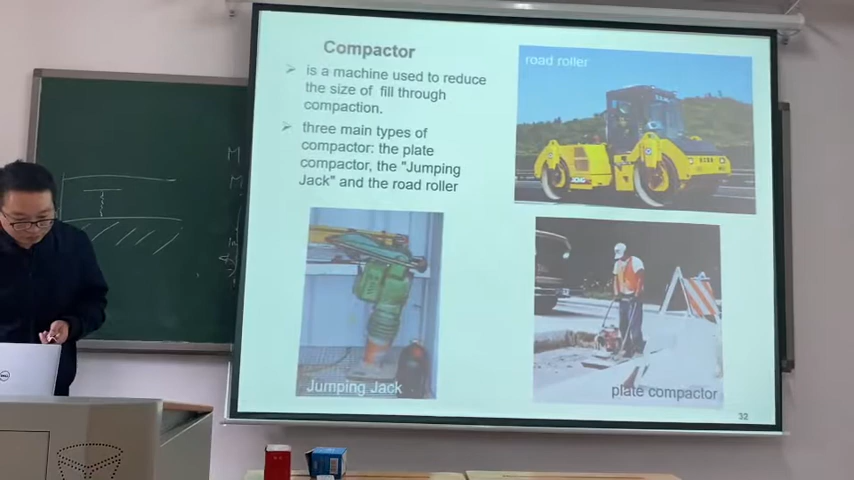 Compactor
is a machine used to reduce
the size of fill through
compaction.
three main types of
compactor: the plate
compactor, the "Jumping
Jack" and the road roller
road roller
Jumping Jack
plate compactor
32
DELL